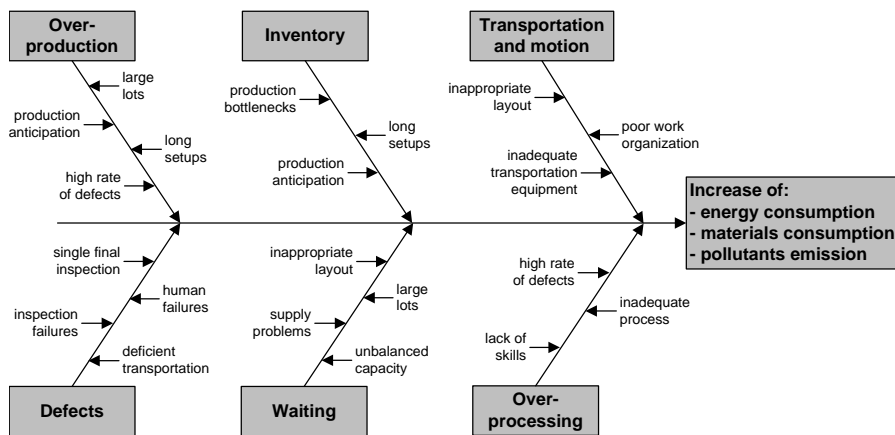 Over-
production
Inventory
Transportation
and motion
large
lots
production
anticipation
long
setups
high rate
of defects
production
bottlenecks
long
setups
production
anticipation
inappropriate
layout
poor work
organization
inadequate
transportation
equipment
Increase of:
- energy consumption
- materials consumption
- pollutants emission
single final
inspection
human
failures
inspection
failures
deficient
transportation
inappropriate
layout
large
lots
supply
problems
unbalanced
capacity
high rate
of defects
inadequate
process
lack of
skills
Defects
Waiting
Over-
processing